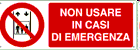 NON USARE
IN CASI
DI EMERGENZA